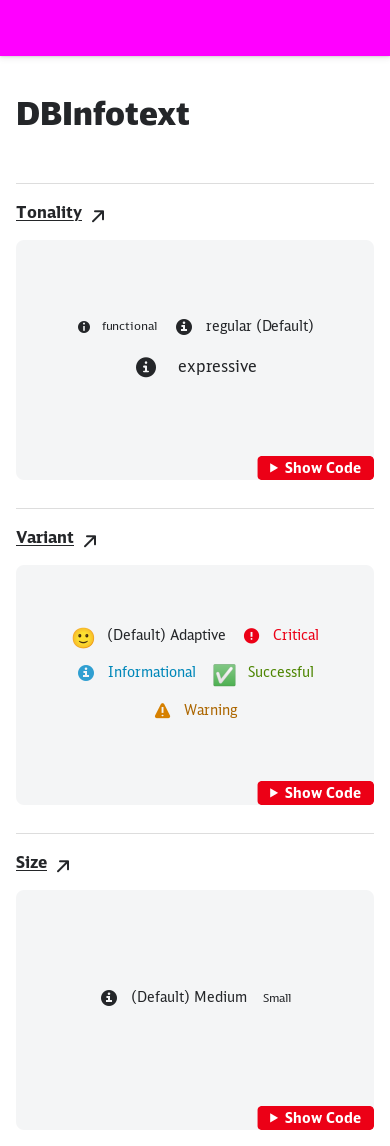 DBInfotext
Tonality
functional regular (Default)
expressive
Show Code
Variant
(Default) Adaptive Critical
Informational Successful
Warning
Show Code
Size
(Default) Medium Small
Show Code